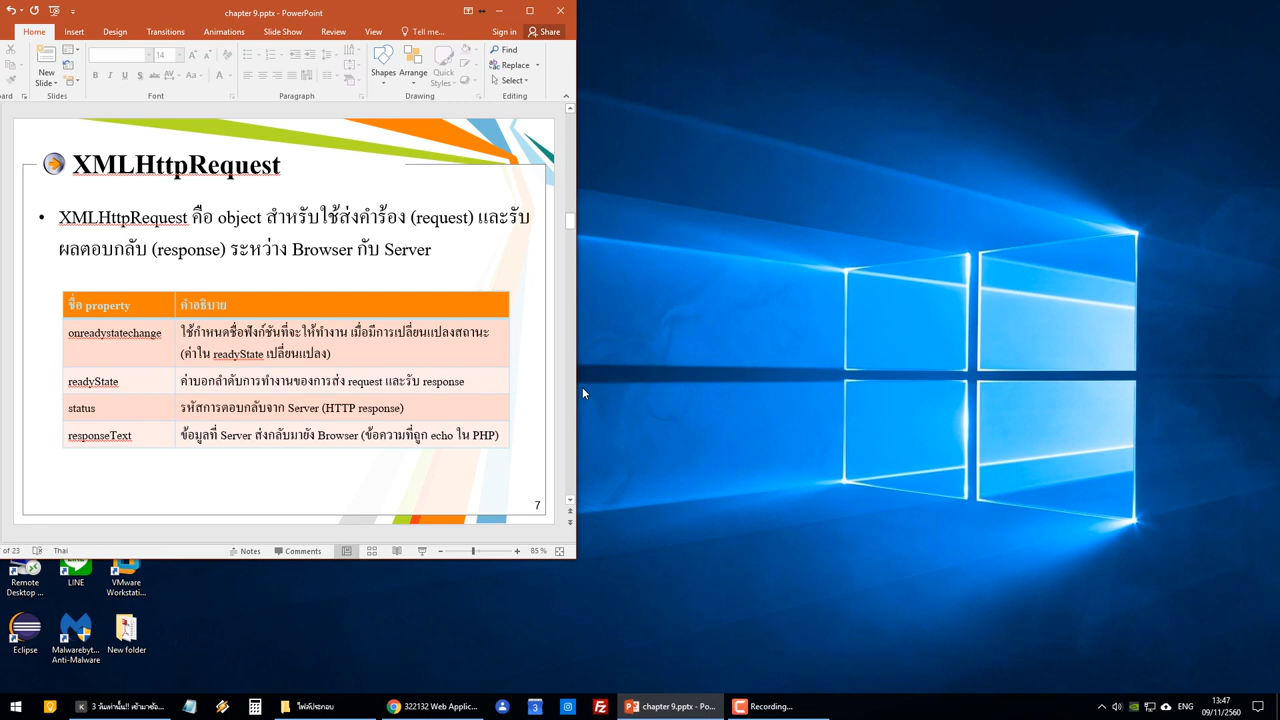 chapter 9.pptx - PowerPoint
Home Insert Design Transitions Animations Slide Show Review View Tell me... Sign in Share
14
Find
Replace
Select
New
Slide
Shapes Arrange Quick
Styles
B I U S abc AV Aa A
ard Slides Font Paragraph Drawing Editing
XMLHttpRequest
• XMLHttpRequest คือ object สำหรับใช้ส่งคำร้อง (request) และรับ
ผลตอบกลับ (response) ระหว่าง Browser กับ Server
ชื่อ property คำอธิบาย
onreadystatechange ใช้กำหนดชื่อฟังก์ชันที่จะให้ทำงาน เมื่อมีการเปลี่ยนแปลงสถานะ
(ค่าใน readyState เปลี่ยนแปลง)
readyState ค่าบอกลำดับการทำงานของการส่ง request และรับ response
status รหัสการตอบกลับจาก Server (HTTP response)
responseText ข้อมูลที่ Server ส่งกลับมายัง Browser (ข้อความที่ถูก echo ใน PHP)
7
of 23 Thai Notes Comments 85 %
Remote
Desktop ...
LINE
VMware
Workstati...
Eclipse
Malwarebyt...
Anti-Malware
New folder
322132 Web Applic...
3
chapter 9.pptx - Po...
Recording...
13:47
09/11/2560